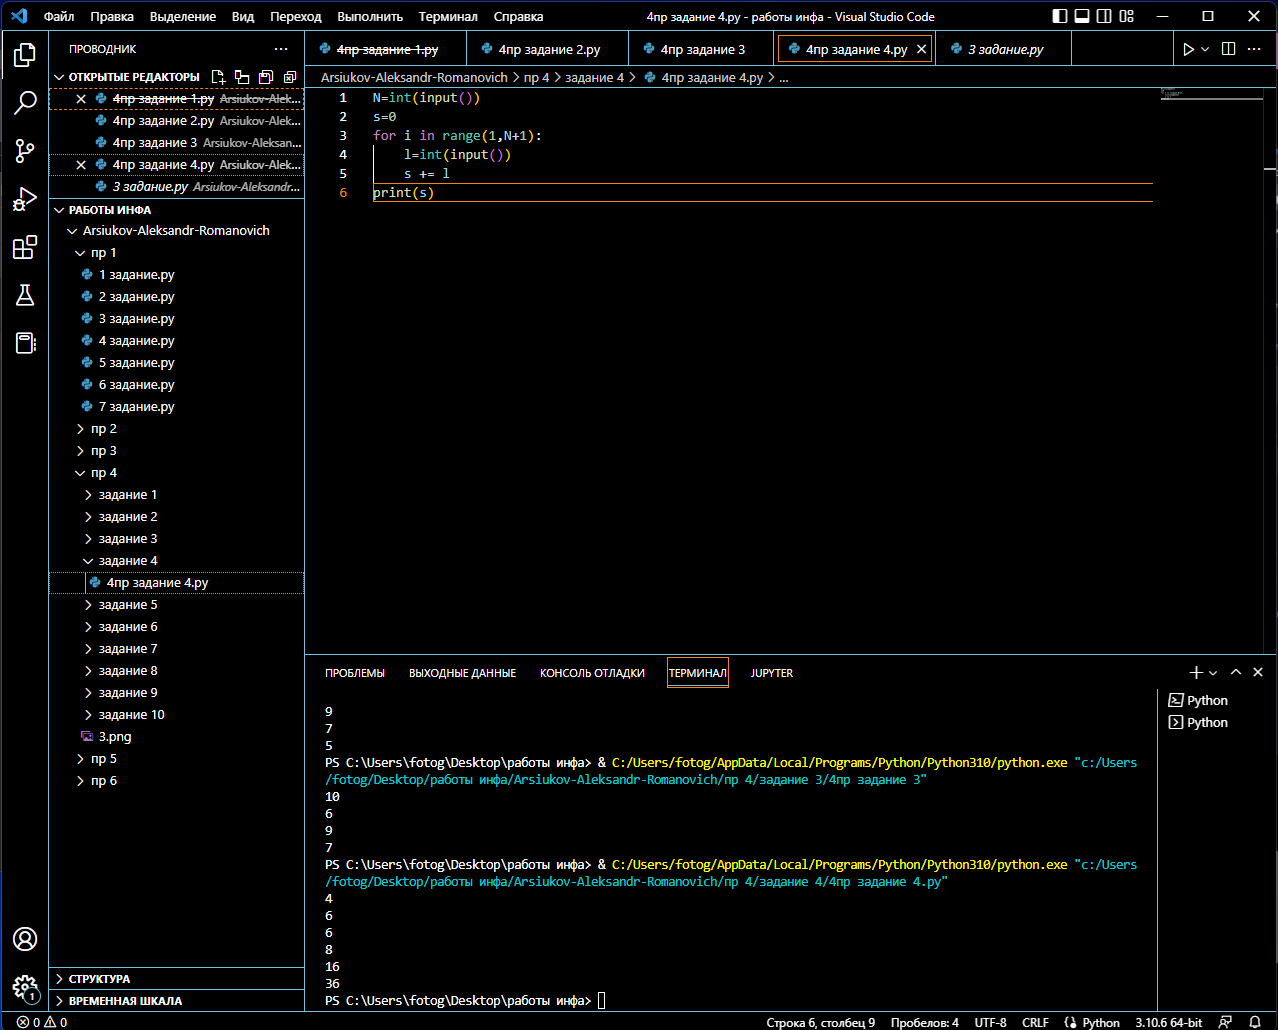 Файл Правка Выделение Вид Переход Выполнить Терминал Справка 4пр задание 4.py - работы инфа - Visual Studio Code
ПРОВОДНИК ...
4пр задание 1.py 4пр задание 2.py 4пр задание 3 4пр задание 4.py 3 задание.py
ОТКРЫТЫЕ РЕДАКТОРЫ
4пр задание 1.py Arsiukov-Alek...
4пр задание 2.py Arsiukov-Alek...
4пр задание 3 Arsiukov-Aleksan...
4пр задание 4.py Arsiukov-Alek...
3 задание.py Arsiukov-Aleksandr...
РАБОТЫ ИНФА
Arsiukov-Aleksandr-Romanovich
пр 1
1 задание.py
2 задание.py
3 задание.py
4 задание.py
5 задание.py
6 задание.py
7 задание.py
пр 2
пр 3
пр 4
задание 1
задание 2
задание 3
задание 4
4пр задание 4.py
задание 5
задание 6
задание 7
задание 8
задание 9
задание 10
3.png
пр 5
пр 6
СТРУКТУРА
ВРЕМЕННАЯ ШКАЛА
Arsiukov-Aleksandr-Romanovich > пр 4 > задание 4 > 4пр задание 4.py > ...
1 N=int(input())
2 s=0
3 for i in range(1,N+1):
4 l=int(input())
5 s += l
6 print(s)
ПРОБЛЕМЫ ВЫХОДНЫЕ ДАННЫЕ КОНСОЛЬ ОТЛАДКИ ТЕРМИНАЛ JUPYTER
9
7
5
PS C:\Users\fotog\Desktop\работы инфа> & C:/Users/fotog/AppData/Local/Programs/Python/Python310/python.exe "c:/Users
/fotog/Desktop/работы инфа/Arsiukov-Aleksandr-Romanovich/пр 4/задание 3/4пр задание 3"
10
6
9
7
PS C:\Users\fotog\Desktop\работы инфа> & C:/Users/fotog/AppData/Local/Programs/Python/Python310/python.exe "c:/Users
/fotog/Desktop/работы инфа/Arsiukov-Aleksandr-Romanovich/пр 4/задание 4/4пр задание 4.py"
4
6
6
8
16
36
PS C:\Users\fotog\Desktop\работы инфа>
Python
Python
1
0 0 Строка 6, столбец 9 Пробелов: 4 UTF-8 CRLF Python 3.10.6 64-bit